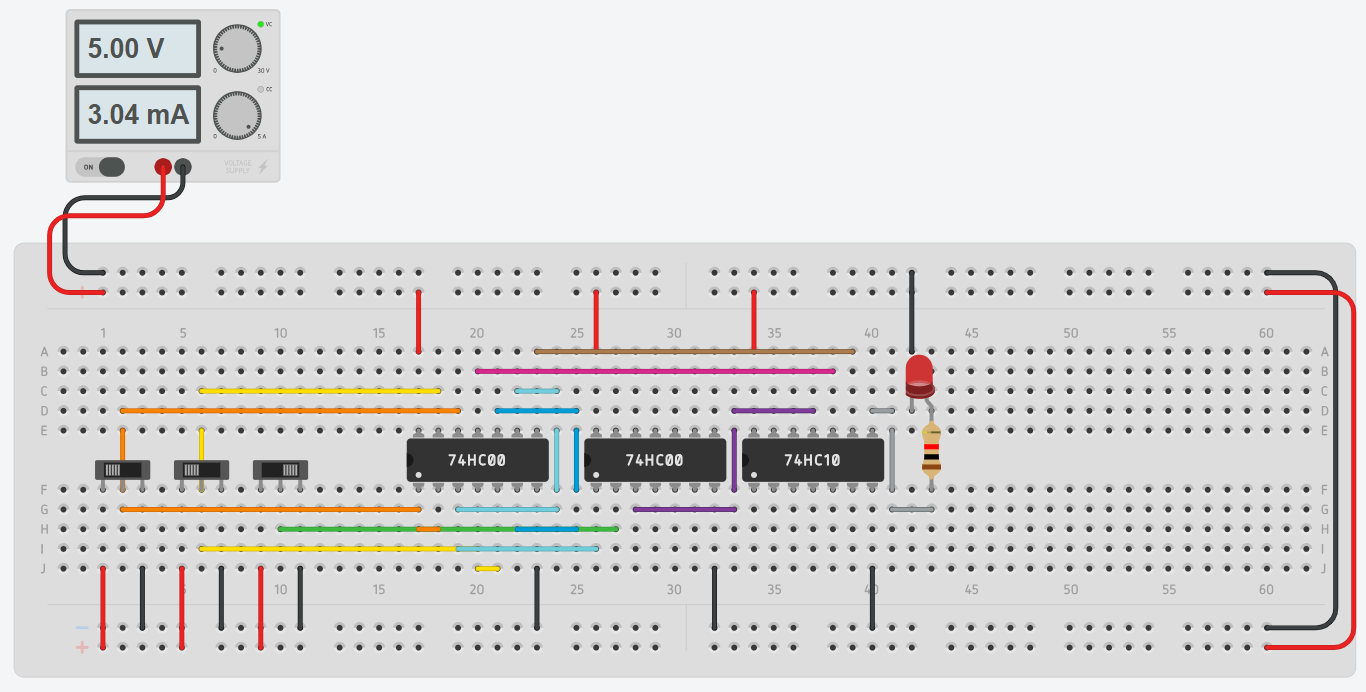 5.00 V
VC
0 30 V
3.04 mA
CC
0 5 A
ON
VOLTAGE SUPPLY
1 5 10 15 20 25 30 35 40 45 50 55 60
A A
B B
C C
D D
E E
74HC00 74HC00 74HC10
F F
G G
H H
I I
J J
5 10 15 20 25 30 35 40 45 50 55 60
−
+